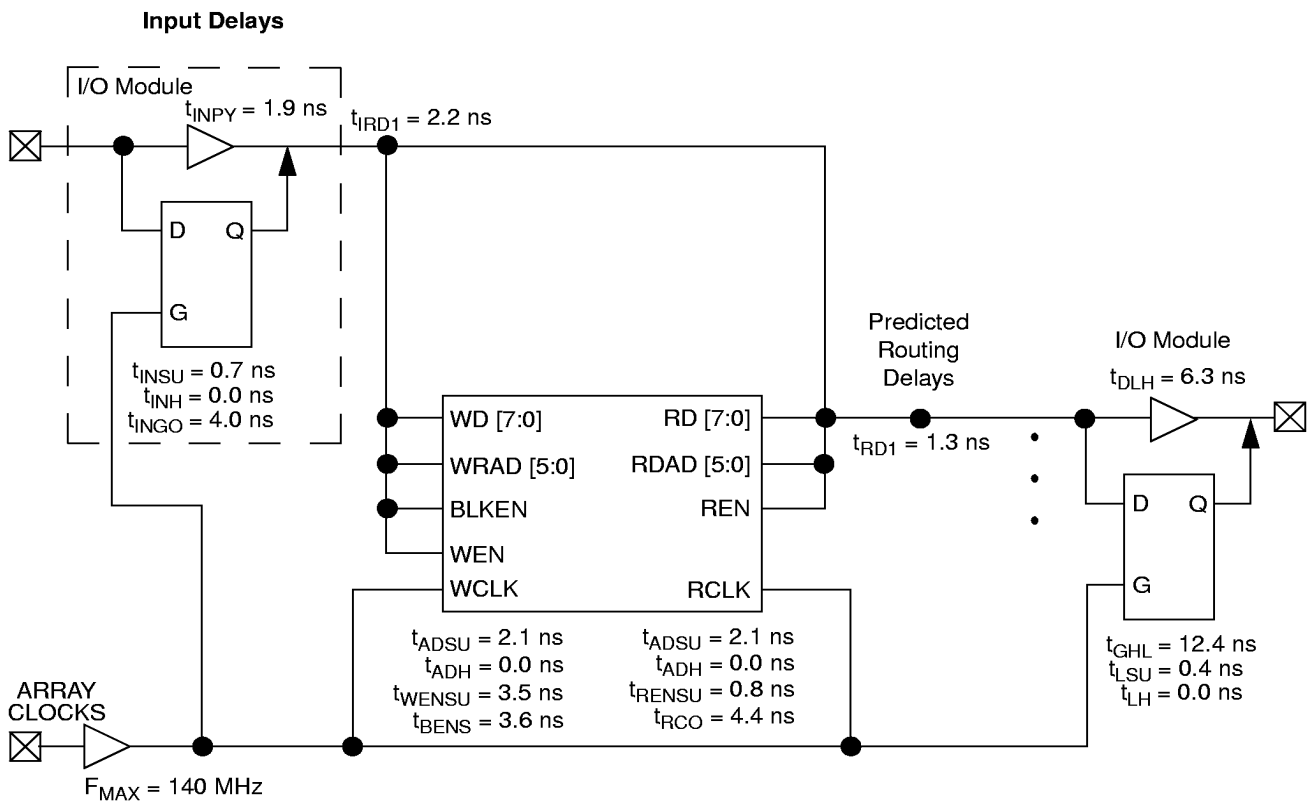 Input Delays
I/O Module
tINPY = 1.9 ns
tIRD1 = 2.2 ns
D Q
G
tINSU = 0.7 ns
tINH = 0.0 ns
tINGO = 4.0 ns
Predicted
Routing
Delays
I/O Module
tDLH = 6.3 ns
WD [7:0] RD [7:0]
tRD1 = 1.3 ns
WRAD [5:0] RDAD [5:0]
BLKEN REN
WEN
WCLK RCLK
D Q
G
tADSU = 2.1 ns
tADH = 0.0 ns
tWENSU = 3.5 ns
tBENS = 3.6 ns
tADSU = 2.1 ns
tADH = 0.0 ns
tRENSU = 0.8 ns
tRCO = 4.4 ns
tGHL = 12.4 ns
tLSU = 0.4 ns
tLH = 0.0 ns
ARRAY
CLOCKS
FMAX = 140 MHz